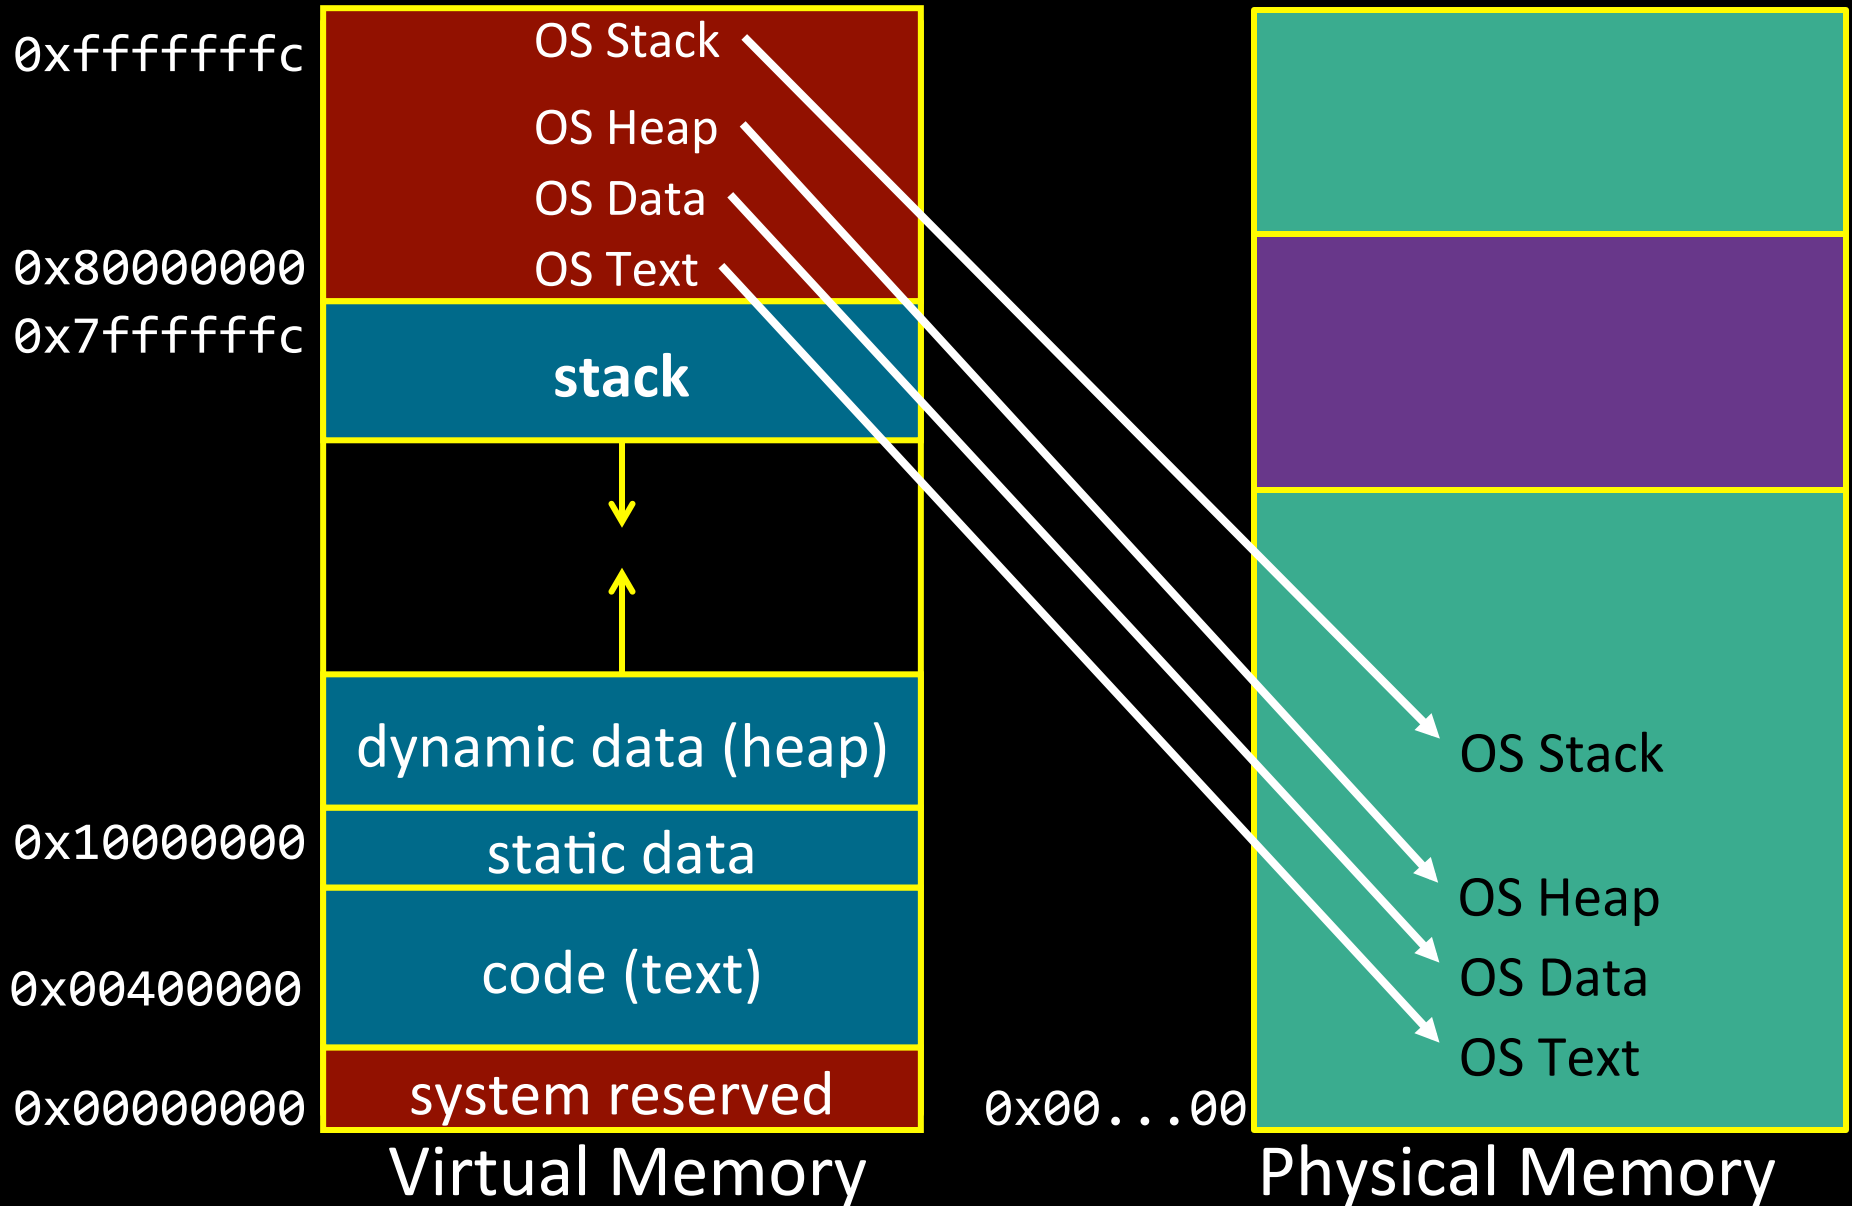 0xfffffffc
OS Stack
OS Heap
OS Data
0x80000000
OS Text
0x7ffffffc
stack
dynamic data (heap)
0x10000000
static data
code (text)
0x00400000
system reserved
0x00000000
Virtual Memory
OS Stack
OS Heap
OS Data
OS Text
0x00...00
Physical Memory